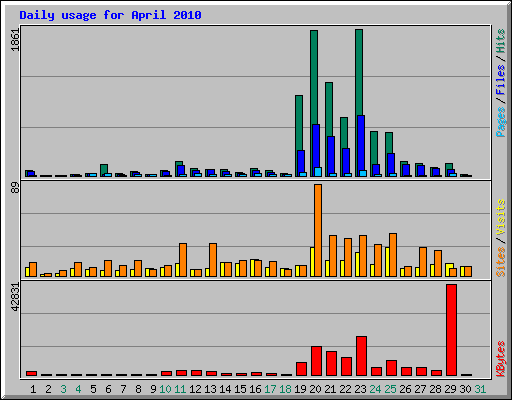 Daily usage for April 2010
1861
Pages / Files / Hits
89
Sites / Visits
42831
KBytes
1 2 3 4 5 6 7 8 9 10 11 12 13 14 15 16 17 18 19 20 21 22 23 24 25 26 27 28 29 30 31